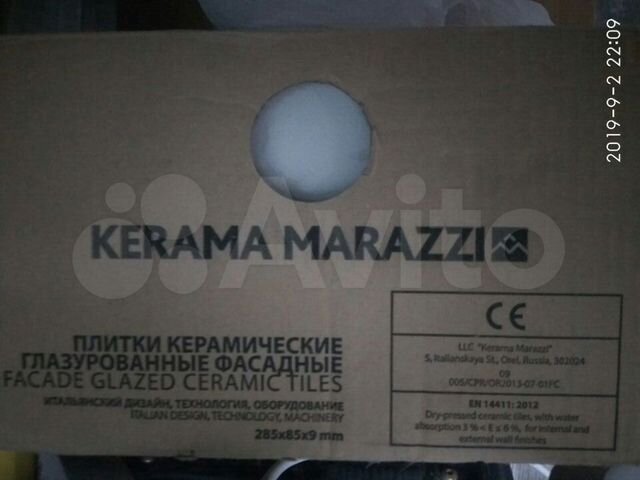 2019-9-2 22:09
Avito
KERAMA MARAZZI
ПЛИТКИ КЕРАМИЧЕСКИЕ
ГЛАЗУРОВАННЫЕ ФАСАДНЫЕ
FACADE GLAZED CERAMIC TILES
ИТАЛЬЯНСКИЙ ДИЗАЙН, ТЕХНОЛОГИЯ, ОБОРУДОВАНИЕ
ITALIAN DESIGN, TECHNOLOGY, MACHINERY
285x85x9 mm
CE
LLC "Kerama Marazzi"
5, Italianskaya St., Orel, Russia, 302024
09
005/CPR/OR2013-07-01FC
EN 14411: 2012
Dry-pressed ceramic tiles, with water
absorption 3 % < E ≤ 6 %, for internal and
external wall finishes